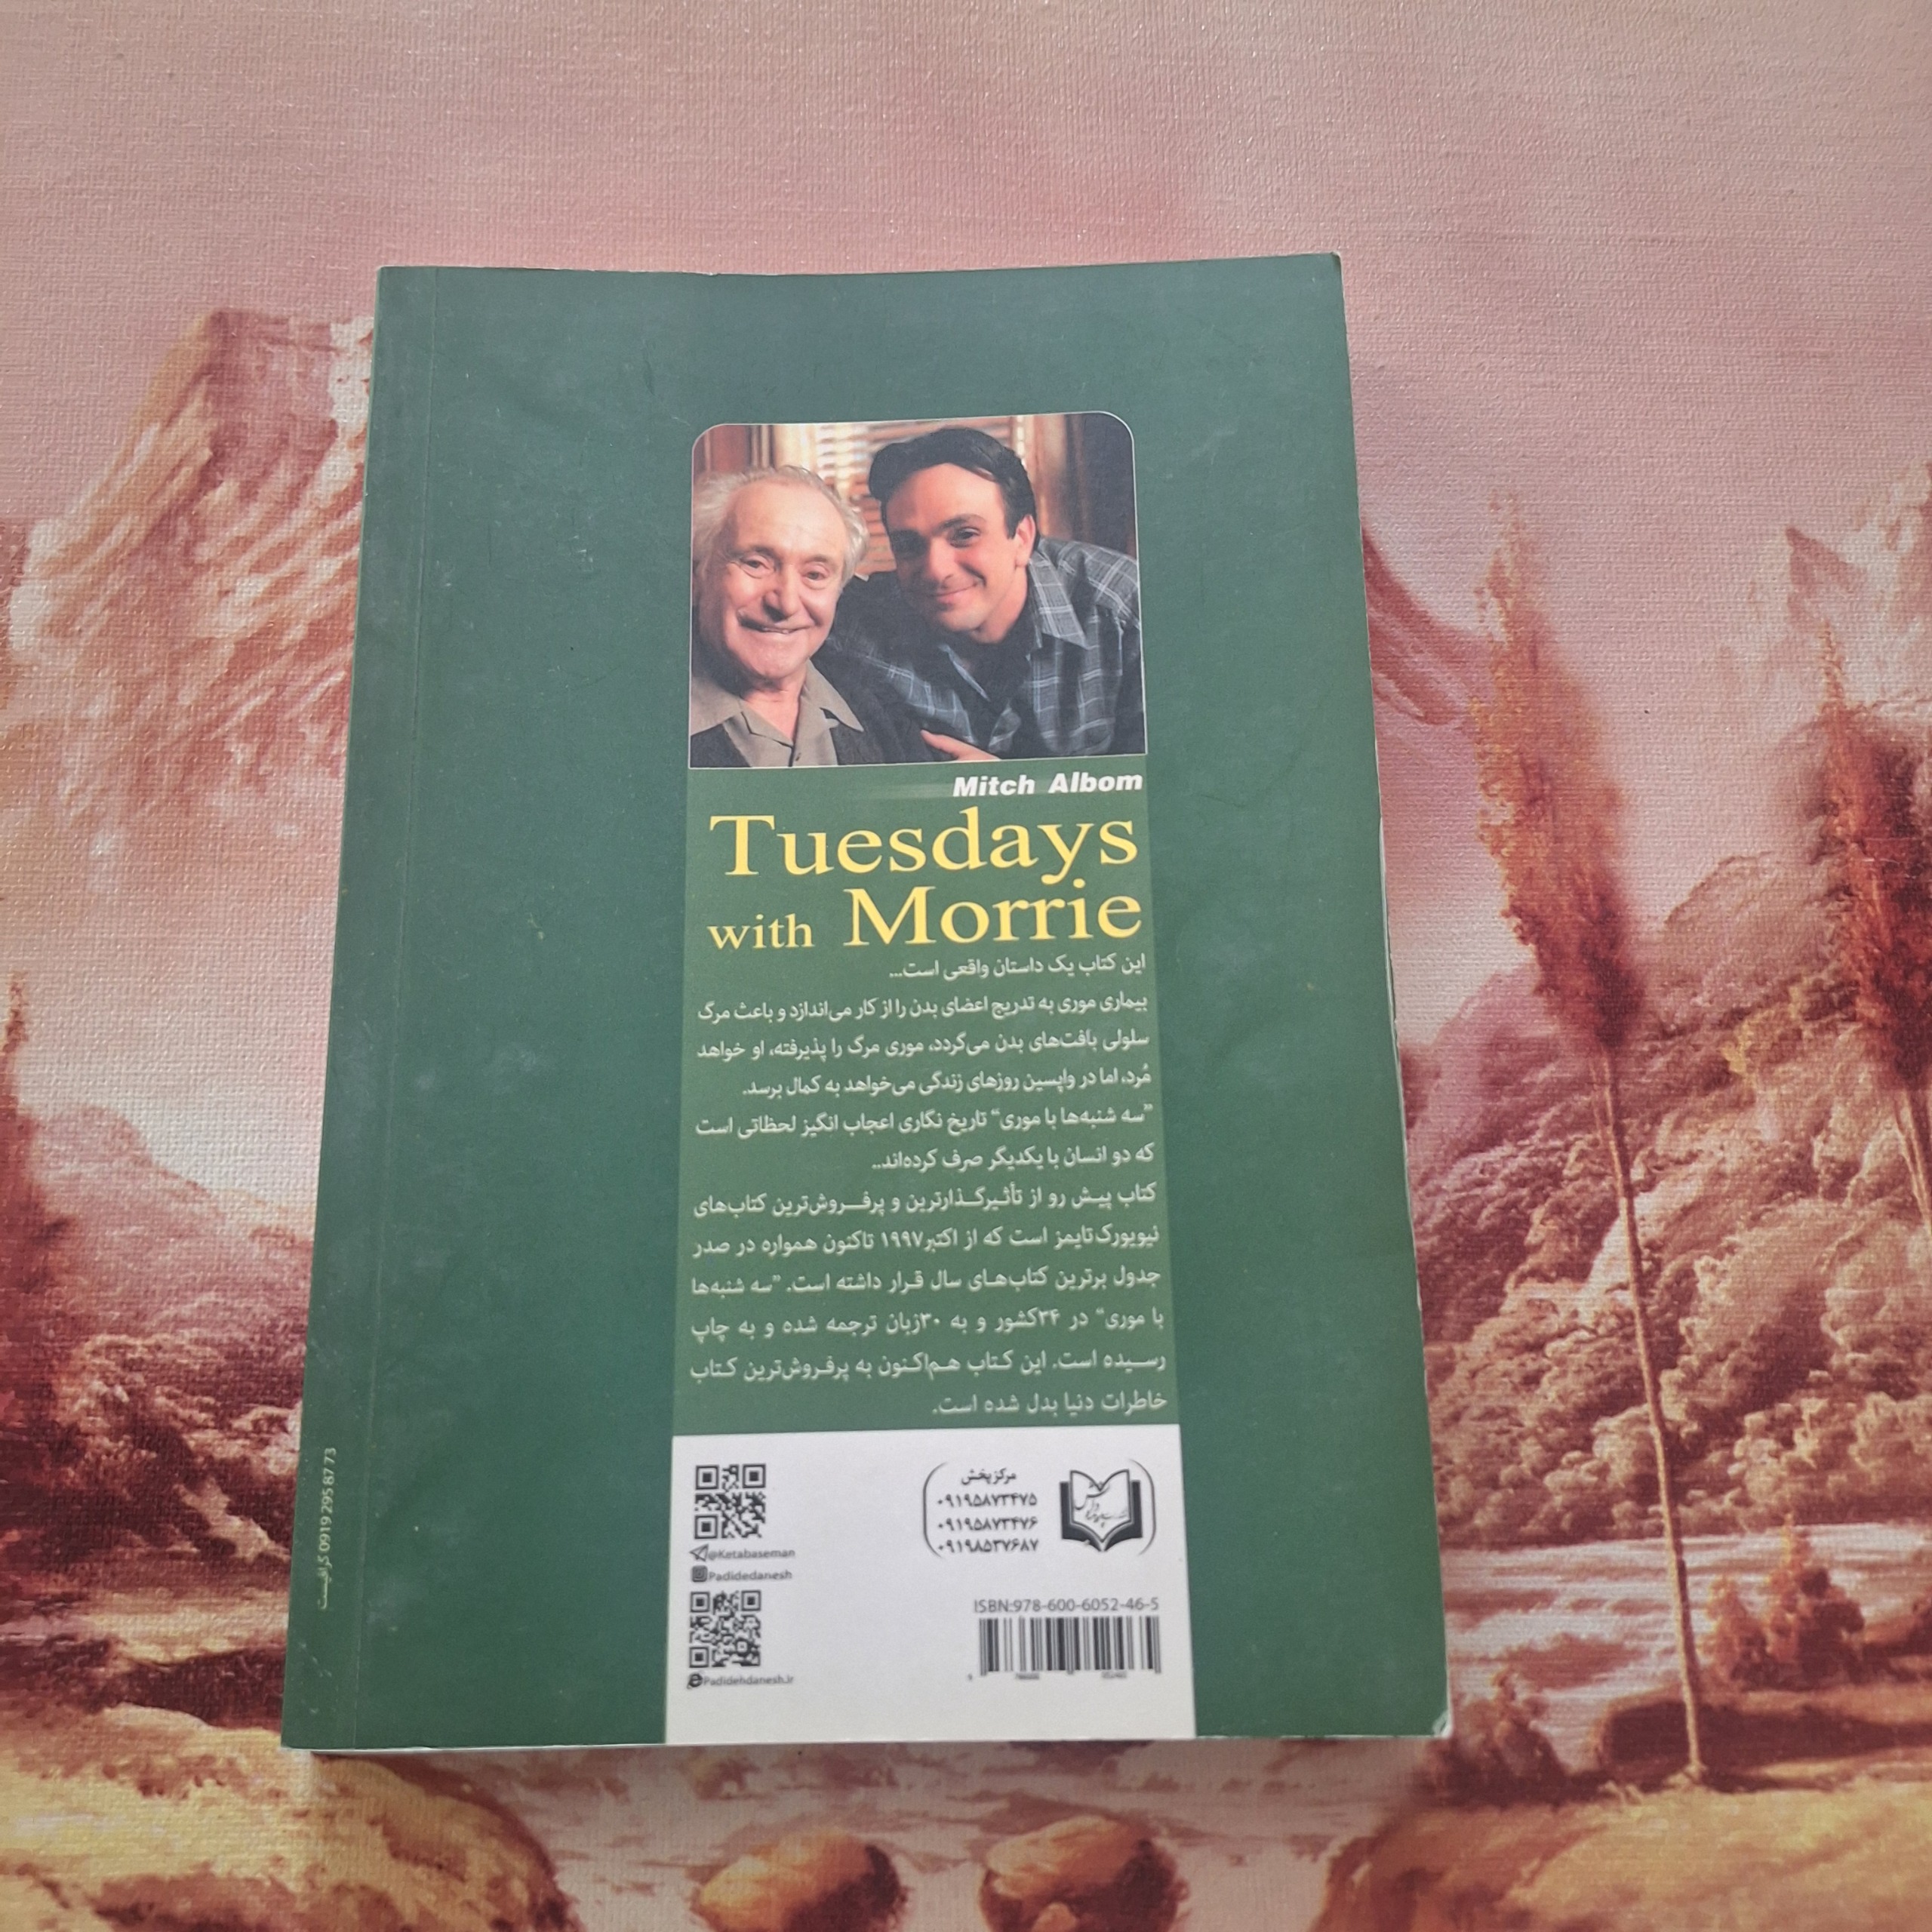 Mitch Albom
Tuesdays
with Morrie
این کتاب یک داستان واقعی است...
بیماری موری به تدریج اعضای بدن را از کار می‌اندازد و باعث مرگ
سلولی بافت‌های بدن می‌گردد، موری مرگ را پذیرفته، او خواهد
مُرد، اما در واپسین روزهای زندگی می‌خواهد به کمال برسد.
"سه شنبه‌ها با موری" تاریخ نگاری اعجاب انگیز لحظاتی است
که دو انسان با یکدیگر صرف کرده‌اند..
کتاب پیش رو از تأثیرگذارترین و پرفروش‌ترین کتاب‌های
نیویورک‌تایمز است که از اکتبر۱۹۹۷ تاکنون همواره در صدر
جدول برترین کتاب‌های سال قرار داشته است. "سه شنبه‌ها
با موری" در ۳۴کشور و به ۳۰زبان ترجمه شده و به چاپ
رسیده است. این کتاب هم‌اکنون به پرفروش‌ترین کتاب
خاطرات دنیا بدل شده است.
مرکز پخش
۰۹۱۹۵۸۷۳۴۷۵
۰۹۱۹۵۸۷۳۴۷۶
۰۹۱۹۸۵۳۷۶۸۷
@Ketabaseman
Padidedanesh
Padidehdanesh.ir
ISBN:978-600-6052-46-5
گرافیست 0919 295 87 73